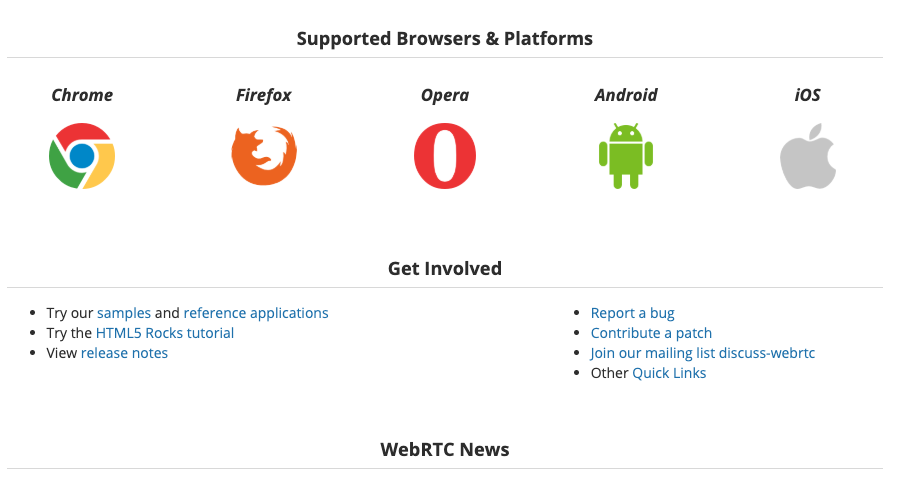 Supported Browsers & Platforms
Chrome
Firefox
Opera
Android
iOS
Get Involved
Try our samples and reference applications
Try the HTML5 Rocks tutorial
View release notes
Report a bug
Contribute a patch
Join our mailing list discuss-webrtc
Other Quick Links
WebRTC News